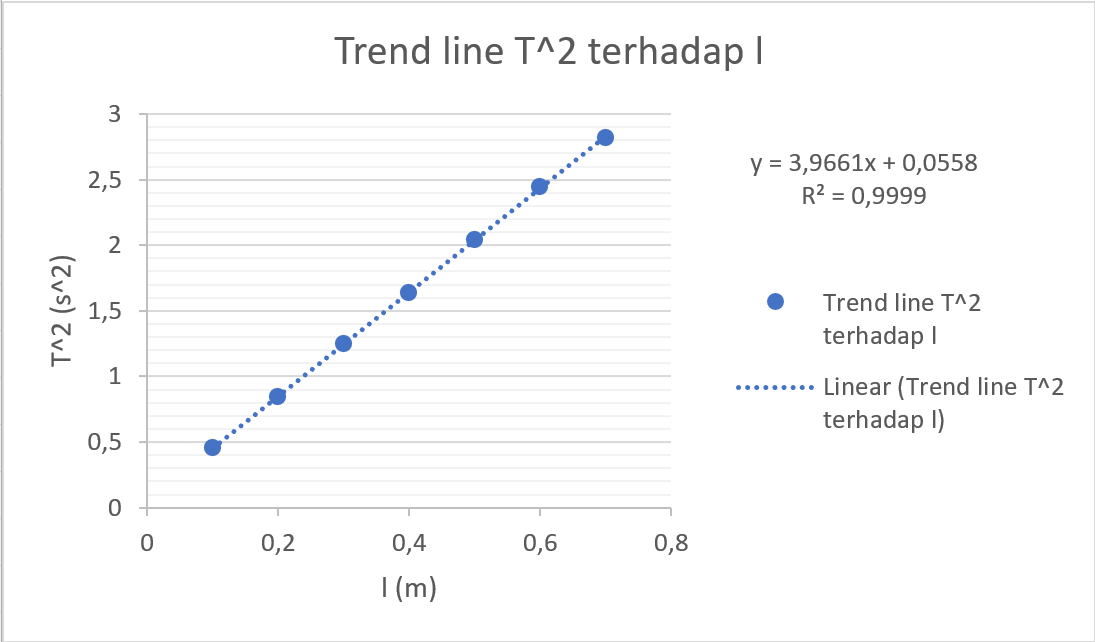 Trend line T^2 terhadap l
3
2,5
2
1,5
1
0,5
0
T^2 (s^2)
0
0,2
0,4
0,6
0,8
l (m)
y = 3,9661x + 0,0558
R² = 0,9999
Trend line T^2
terhadap l
Linear (Trend line T^2
terhadap l)